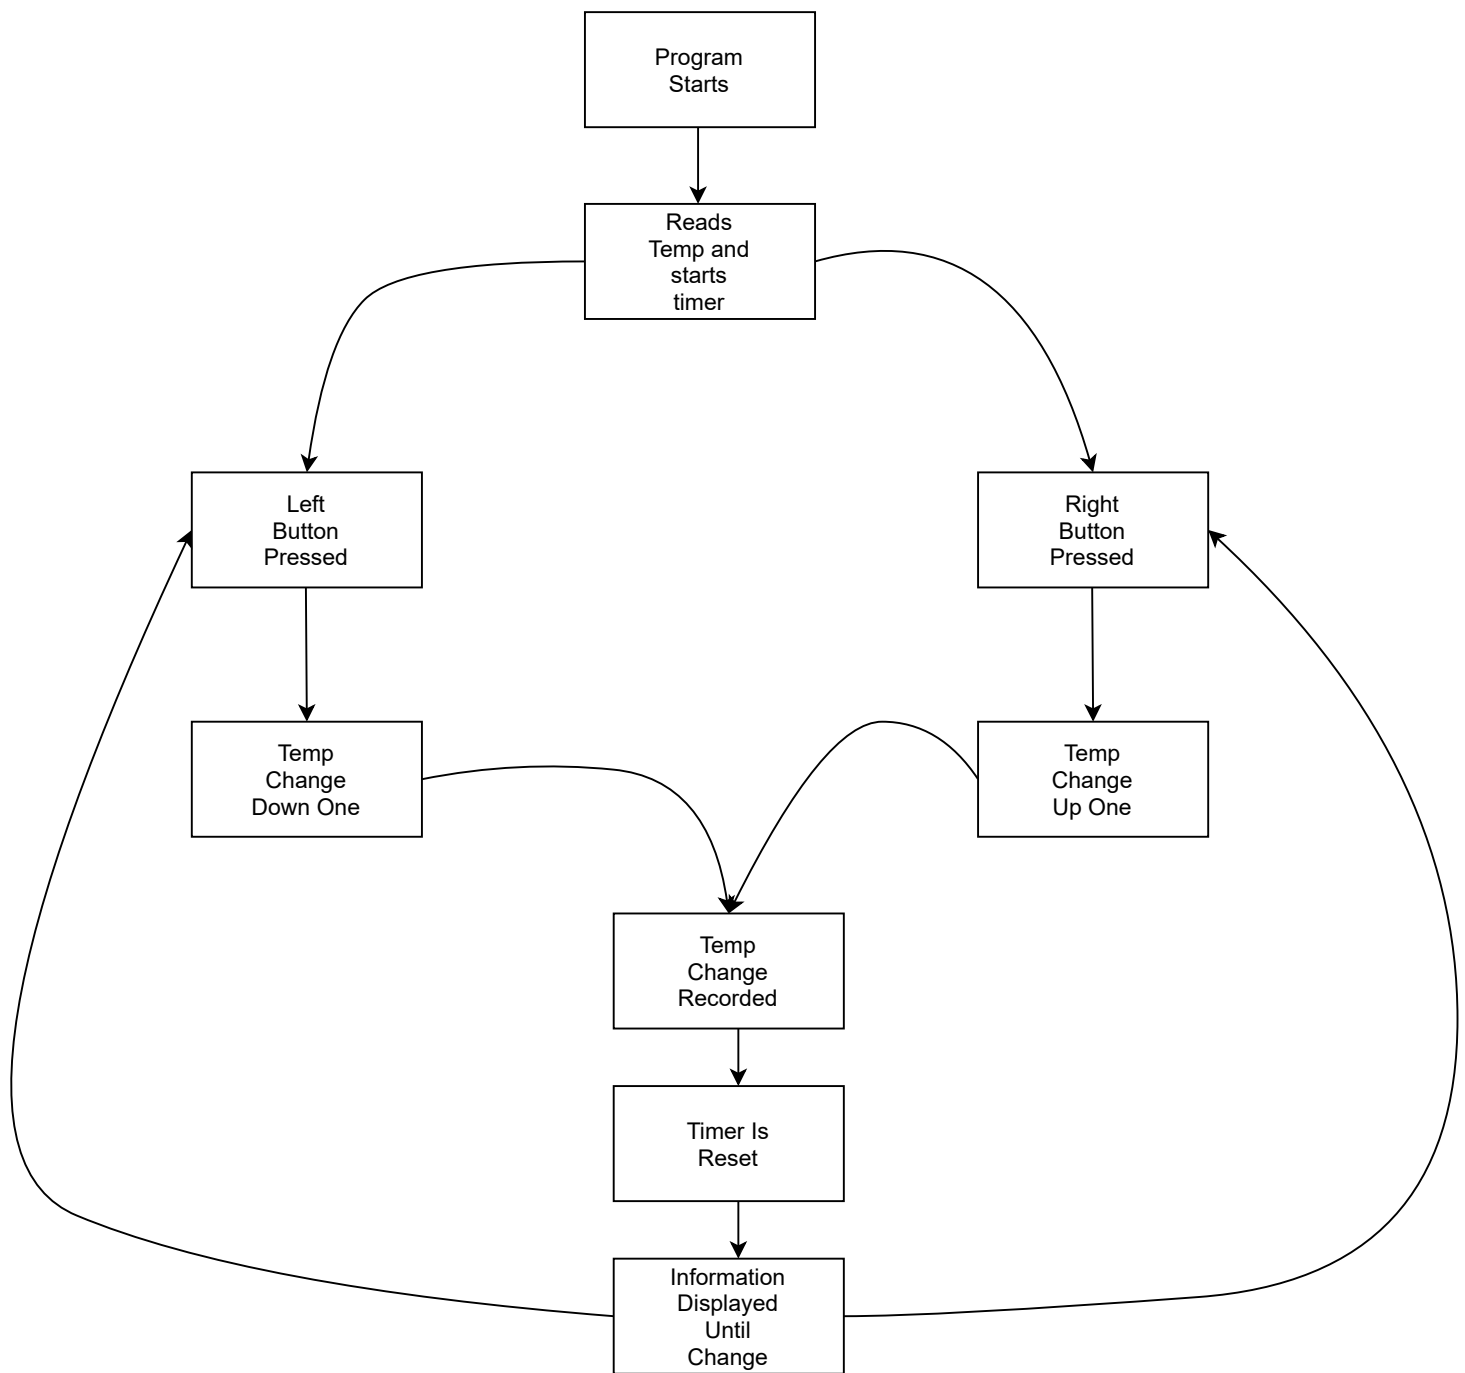 Program
Starts
Reads
Temp and
starts
timer
Left
Button
Pressed
Right
Button
Pressed
Temp
Change
Down One
Temp
Change
Up One
Temp
Change
Recorded
Timer Is
Reset
Information
Displayed
Until
Change